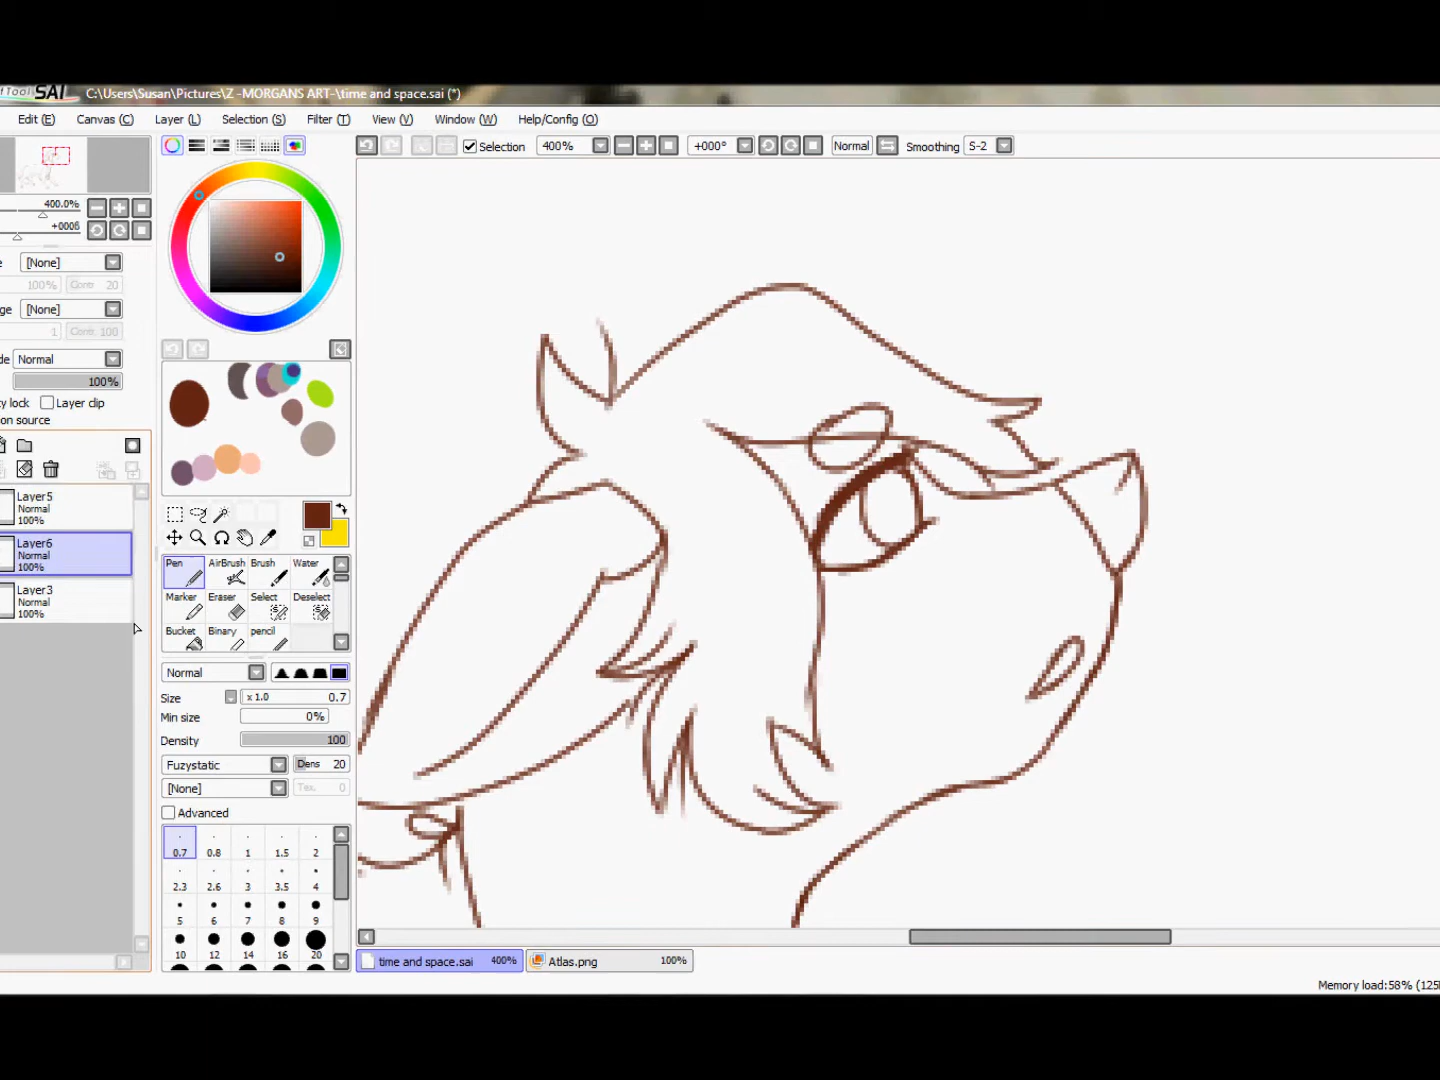 SAI C:\Users\Susan\Pictures\Z -MORGANS ART-\time and space.sai (*)
Edit (E) Canvas (C) Layer (L) Selection (S) Filter (T) View (V) Window (W) Help/Config (O)
Selection 400% +000° Normal Smoothing S-2
400.0%
+0006
[None]
100% Contr 20
[None]
1 Contr 100
Normal
100%
Layer clip
Layer5
Normal
100%
Layer6
Normal
100%
Layer3
Normal
100%
Pen AirBrush Brush Water
Marker Eraser Select Deselect
Bucket Binary pencil
Normal
Size x 1.0 0.7
Min size 0%
Density 100
Fuzystatic Dens 20
[None] Tex. 0
Advanced
0.7 0.8 1 1.5 2
2.3 2.6 3 3.5 4
5 6 7 8 9
10 12 14 16 20
time and space.sai 400% Atlas.png 100%
Memory load:58%